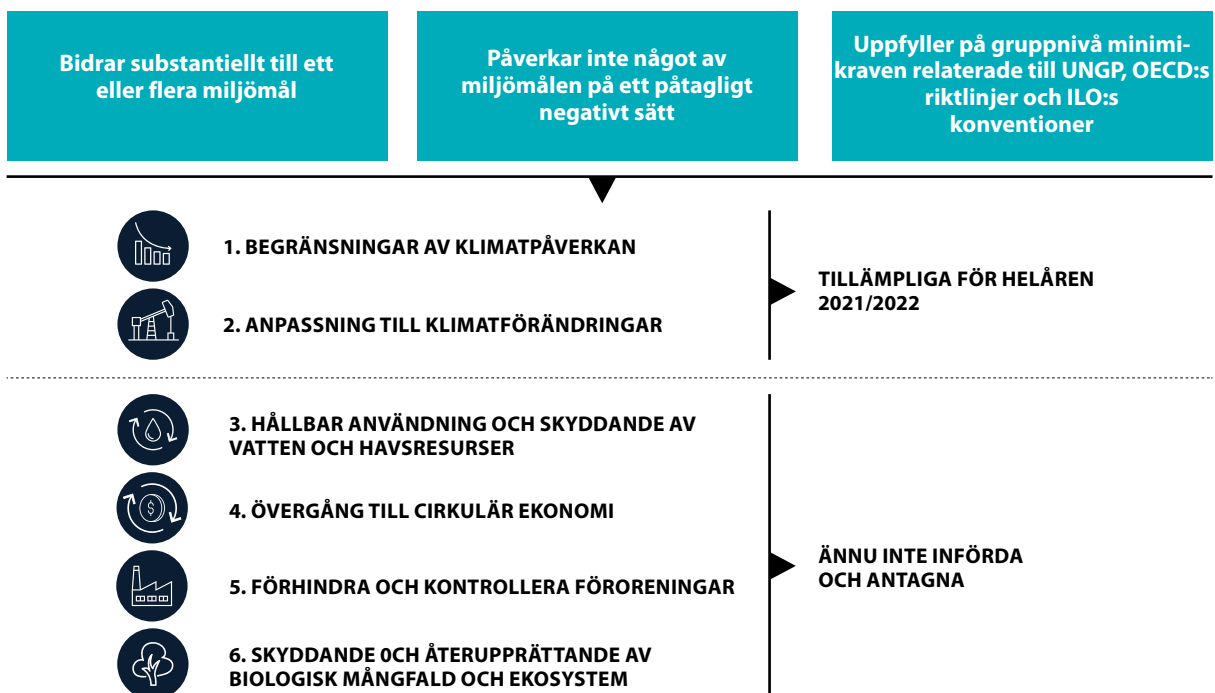 Bidrar substantiellt till ett
eller flera miljömål
Påverkar inte något av
miljömålen på ett påtagligt
negativt sätt
Uppfyller på gruppnivå minimi-
kraven relaterade till UNGP, OECD:s
riktlinjer och ILO:s
konventioner
1. BEGRÄNSNINGAR AV KLIMATPÅVERKAN
2. ANPASSNING TILL KLIMATFÖRÄNDRINGAR
TILLÄMPLIGA FÖR HELÅREN
2021/2022
3. HÅLLBAR ANVÄNDNING OCH SKYDDANDE AV
VATTEN OCH HAVSRESURSER
$
4. ÖVERGÅNG TILL CIRKULÄR EKONOMI
5. FÖRHINDRA OCH KONTROLLERA FÖRORENINGAR
6. SKYDDANDE 0CH ÅTERUPPRÄTTANDE AV
BIOLOGISK MÅNGFALD OCH EKOSYSTEM
ÄNNU INTE INFÖRDA
OCH ANTAGNA